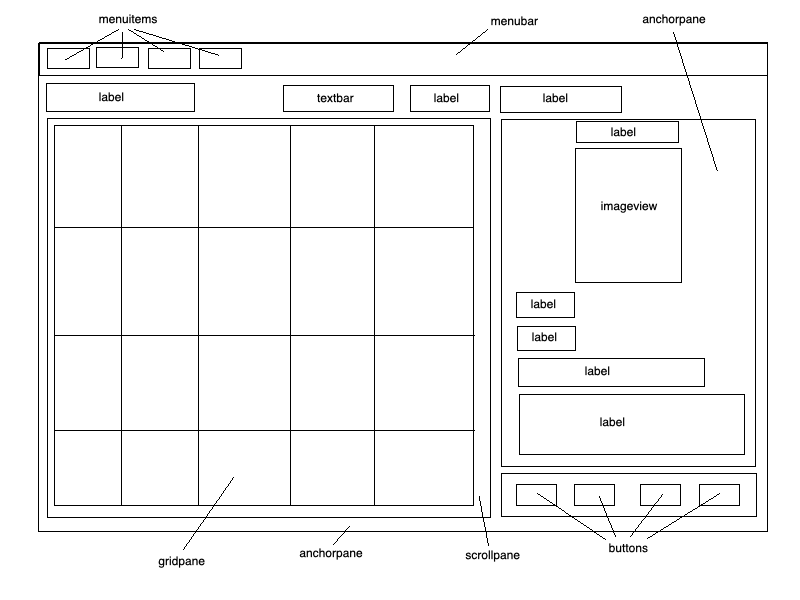 menuitems
menubar
anchorpane
label
textbar
label
label
label
imageview
label
label
label
label
gridpane
anchorpane
scrollpane
buttons